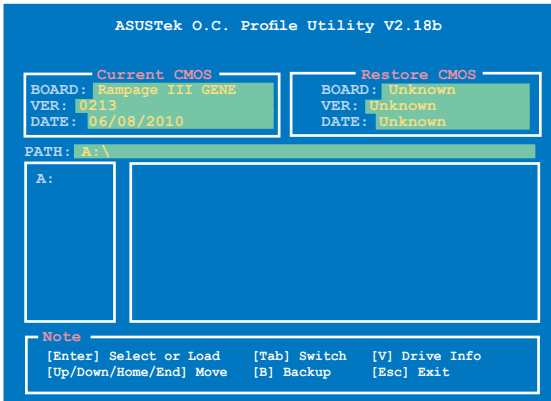 ASUSTek O.C. Profile Utility V2.18b
Current CMOS
BOARD: Rampage III GENE
VER: 0213
DATE: 06/08/2010
Restore CMOS
BOARD: Unknown
VER: Unknown
DATE: Unknown
PATH: A:\
A:
Note
[Enter] Select or Load [Tab] Switch [V] Drive Info
[Up/Down/Home/End] Move [B] Backup [Esc] Exit